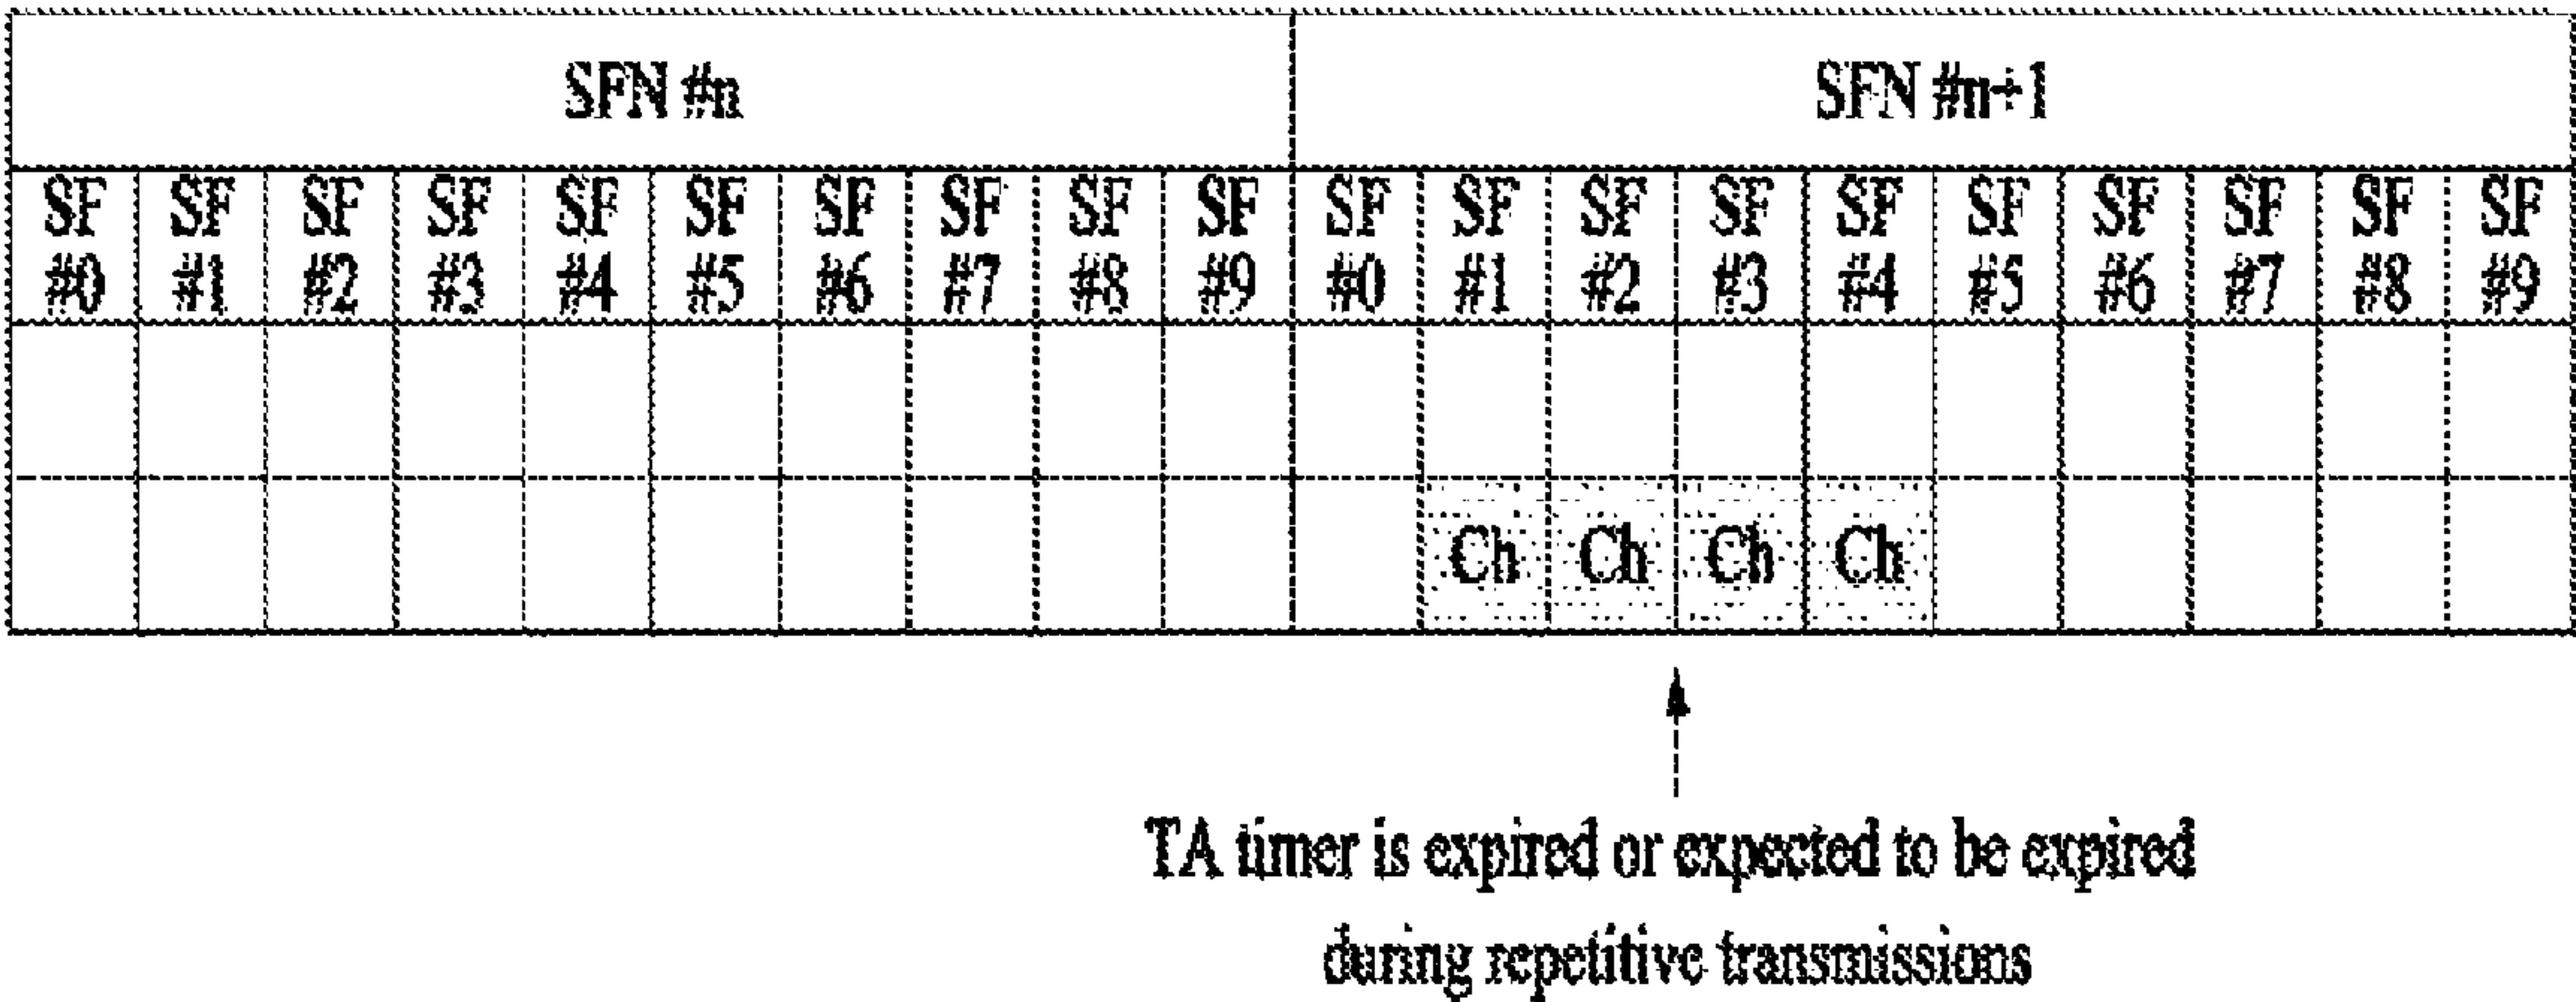 SFN #n SFN #n+1
SF SF SF SF SF SF SF SF SF SF SF SF SF SF SF SF SF SF SF SF
#0 #1 #2 #3 #4 #5 #6 #7 #8 #9 #0 #1 #2 #3 #4 #5 #6 #7 #8 #9
Ch Ch Ch Ch
TA timer is expired or expected to be expired
during repetitive transmissions